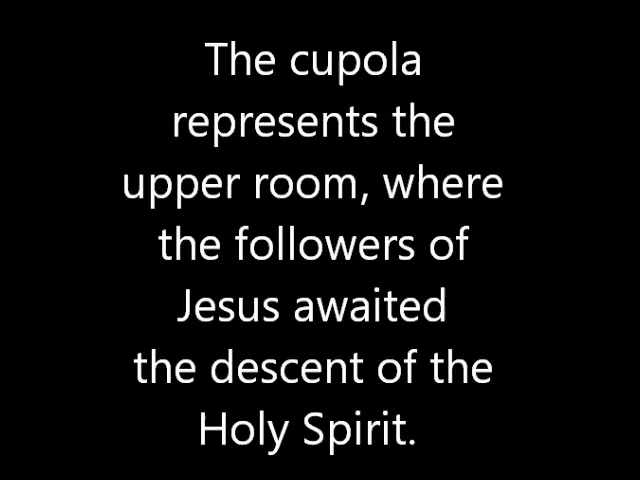 The cupola
represents the
upper room, where
the followers of
Jesus awaited
the descent of the
Holy Spirit.